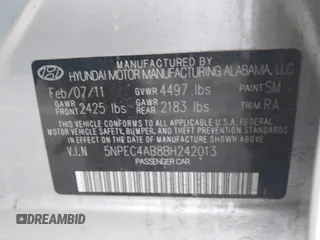 MANUFACTURED BY
HYUNDAI MOTOR MANUFACTURING ALABAMA, LLC
Feb/07/11 GVWR 4497 lbs PAINT SM
GAWR FRONT 2425 lbs GAWR REAR 2183 lbs TRIM RA
THIS VEHICLE CONFORMS TO ALL APPLICABLE U.S. FEDERAL
MOTOR VEHICLE SAFETY, BUMPER, AND THEFT PREVENTION
STANDARDS IN EFFECT ON THE DATE OF MANUFACTURE SHOWN ABOVE.
V.I.N 5NPEC4AB8BH242013
PASSENGER CAR
DREAMBID